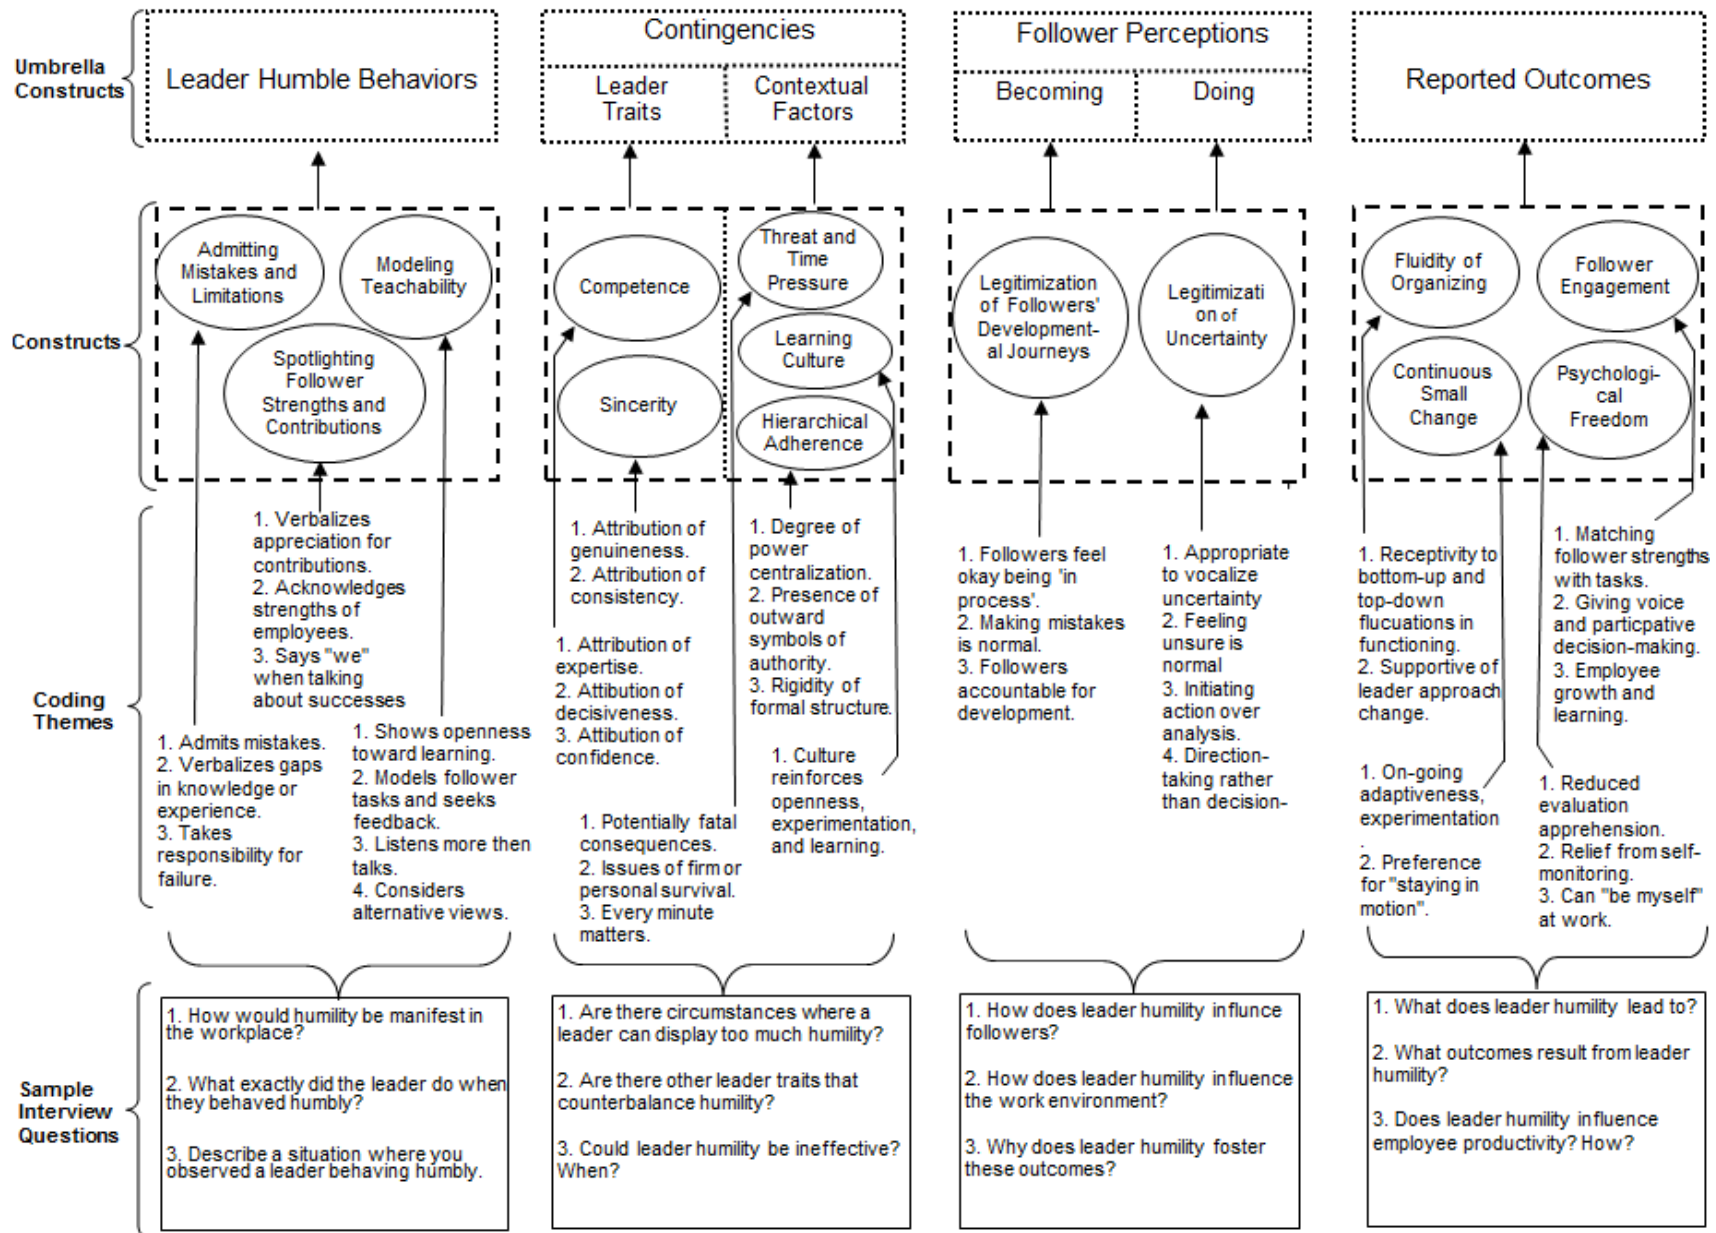 Umbrella
Constructs
Leader Humble Behaviors
Contingencies
Leader
Traits
Contextual
Factors
Follower Perceptions
Becoming
Doing
Reported Outcomes
Constructs
Admitting
Mistakes and
Limitations
Modeling
Teachability
Spotlighting
Follower
Strengths and
Contributions
Competence
Sincerity
Threat and
Time
Pressure
Learning
Culture
Hierarchical
Adherence
Legitimization
of Followers'
Development-
al Journeys
Legitimizati
on of
Uncertainty
Fluidity of
Organizing
Follower
Engagement
Continuous
Small
Change
Psychologi-
cal
Freedom
Coding
Themes
1. Verbalizes
appreciation for
contributions.
2. Acknowledges
strengths of
employees.
3. Says "we"
when talking
about successes
1. Admits mistakes.
2. Verbalizes gaps
in knowledge or
experience.
3. Takes
responsibility for
failure.
1. Shows openness
toward learning.
2. Models follower
tasks and seeks
feedback.
3. Listens more then
talks.
4. Considers
alternative views.
1. Attribution of
genuineness.
2. Attribution of
consistency.
1. Attribution of
expertise.
2. Attibution of
decisiveness.
3. Attibution of
confidence.
1. Potentially fatal
consequences.
2. Issues of firm or
personal survival.
3. Every minute
matters.
1. Degree of
power
centralization.
2. Presence of
outward
symbols of
authority.
3. Rigidity of
formal structure.
1. Culture
reinforces
openness,
experimentation,
and learning.
1. Followers feel
okay being 'in
process'.
2. Making mistakes
is normal.
3. Followers
accountable for
development.
1. Appropriate
to vocalize
uncertainty
2. Feeling
unsure is
normal
3. Initiating
action over
analysis.
4. Direction-
taking rather
than decision-
1. Receptivity to
bottom-up and
top-down
flucuations in
functioning.
2. Supportive of
leader approach
change.
1. On-going
adaptiveness,
experimentation
.
2. Preference
for "staying in
motion".
1. Matching
follower strengths
with tasks.
2. Giving voice
and particpative
decision-making.
3. Employee
growth and
learning.
1. Reduced
evaluation
apprehension.
2. Relief from self-
monitoring.
3. Can "be myself"
at work.
Sample
Interview
Questions
1. How would humility be manifest in
the workplace?
2. What exactly did the leader do when
they behaved humbly?
3. Describe a situation where you
observed a leader behaving humbly.
1. Are there circumstances where a
leader can display too much humility?
2. Are there other leader traits that
counterbalance humility?
3. Could leader humility be ineffective?
When?
1. How does leader humility influnce
followers?
2. How does leader humility influence
the work environment?
3. Why does leader humility foster
these outcomes?
1. What does leader humility lead to?
2. What outcomes result from leader
humility?
3. Does leader humility influence
employee productivity? How?